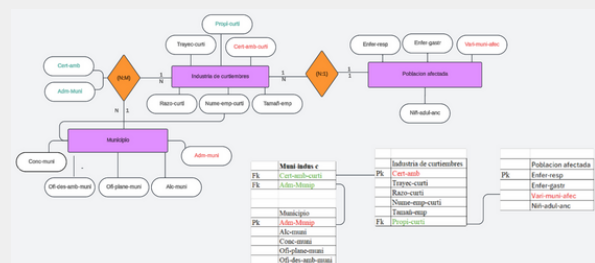 Propi-curti
Trayec-curti
Cert-amb-curti
Enfer-resp
Enfer-gastr
Vari-muni-afec
Cert-amb
Adm-Muni
(N:M)
1
N
Industria de curtiembres
1
N
(N:1)
1
1
Poblacion afectada
Razo-curti
Nume-emp-curti
Tamañ-emp
Niñ-adul-anc
N
1
Municipio
Conc-muni
Adm-muni
Ofi-des-amb-muni
Ofi-plane-muni
Alc-muni
Muni-indus c
Fk Cert-amb-curti
Fk Adm-Munip
Municipio
Pk Adm-Munip
Alc-muni
Conc-muni
Ofi-plane-muni
Ofi-des-amb-muni
Industria de curtiembres
Pk Cert-amb
Trayec-curti
Razo-curti
Nume-emp-curti
Tamañ-emp
Fk Propi-curti
Poblacion afectada
Pk Enfer-resp
Enfer-gastr
Vari-muni-afec
Niñ-adul-anc